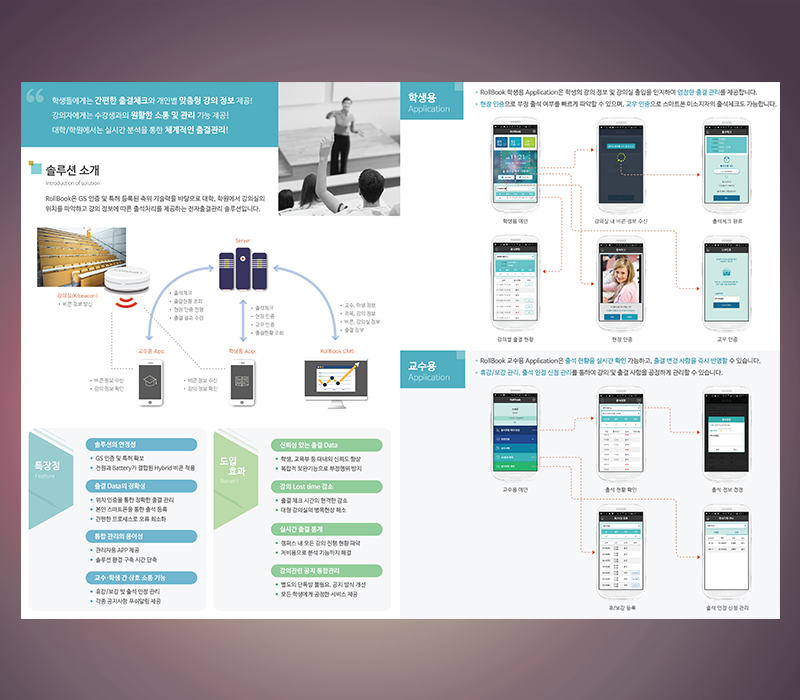 학생들에게는 간편한 출결체크와 개인별 맞춤형 강의 정보 제공!
강의자에게는 수강생과의 원활한 소통 및 관리 기능 제공!
대학/학원에서는 실시간 분석을 통한 체계적인 출결관리!
솔루션 소개
Introduction of solution
RollBook은 GS 인증 및 특허 등록된 측위 기술력을 바탕으로 대학, 학원에서 강의실의
위치를 파악하고 강의 정보에 따른 출석처리를 제공하는 전자출결관리 솔루션입니다.
Server
강의실(K-beacon)
• 비콘 정보 발신
• 출석체크
• 출결현황 조회
• 현장 인증 진행
• 출결 결과 수정
• 출석체크
• 현장 인증
• 교우 인증
• 출결현황 조회
• 교수, 학생 정보
• 과목, 강의 정보
• 비콘, 강의실 정보
• 출결 정보
교수용 App.
학생용 App.
RollBook CMS
• 비콘 정보 수신
• 강의 정보 확인
• 비콘 정보 수신
• 강의 정보 확인
특장점
Feature
솔루션의 안정성
• GS 인증 및 특허 확보
• 전원과 Battery가 결합된 Hybrid 비콘 적용
출결 Data의 정확성
• 위치 인증을 통한 정확한 출결 관리
• 본인 스마트폰을 통한 출석 등록
• 간편한 프로세스로 오류 최소화
통합 관리의 용이성
• 관리자용 APP 제공
• 솔루션 환경 구축 시간 단축
교수-학생 간 상호 소통 기능
• 휴강/보강 및 출석 인정 관리
• 각종 공지사항 푸쉬알림 제공
도입
효과
Benefit
신뢰성 있는 출결 Data
• 학생, 교육부 등 대내외 신뢰도 향상
• 복합적 보완기능으로 부정행위 방지
강의 Lost time 감소
• 출결 체크 시간의 현격한 감소
• 대형 강의실의 병목현상 해소
실시간 출결 통계
• 캠퍼스 내 모든 강의 진행 현황 파악
• 저비용으로 분석 기능까지 해결
강의관련 공지 통합관리
• 별도의 단톡방 불필요, 공지 방식 개선
• 모든 학생에게 공정한 서비스 제공
학생용
Application
• RollBook 학생용 Application은 학생의 강의 정보 및 강의실 출입을 인지하여 엄정한 출결 관리를 제공합니다.
• 현장 인증으로 부정 출석 여부를 빠르게 파악할 수 있으며, 교우 인증으로 스마트폰 미소지자의 출석체크도 가능합니다.
RollBook
11:21
학생용 메인
강의실 내 비콘 정보 수신
출석체크 완료
강의별 출결 현황
현장 인증
교우 인증
교수용
Application
• RollBook 교수용 Application은 출석 현황을 실시간 확인 가능하고, 출결 변경 사항을 즉시 반영할 수 있습니다.
• 휴강/보강 관리, 출석 인정 신청 관리를 통하여 강의 및 출결 사항을 공정하게 관리할 수 있습니다.
RollBook
교수용 메인
출석 현황 확인
출석 정보 정정
휴/보강 등록
출석 인정 신청 관리